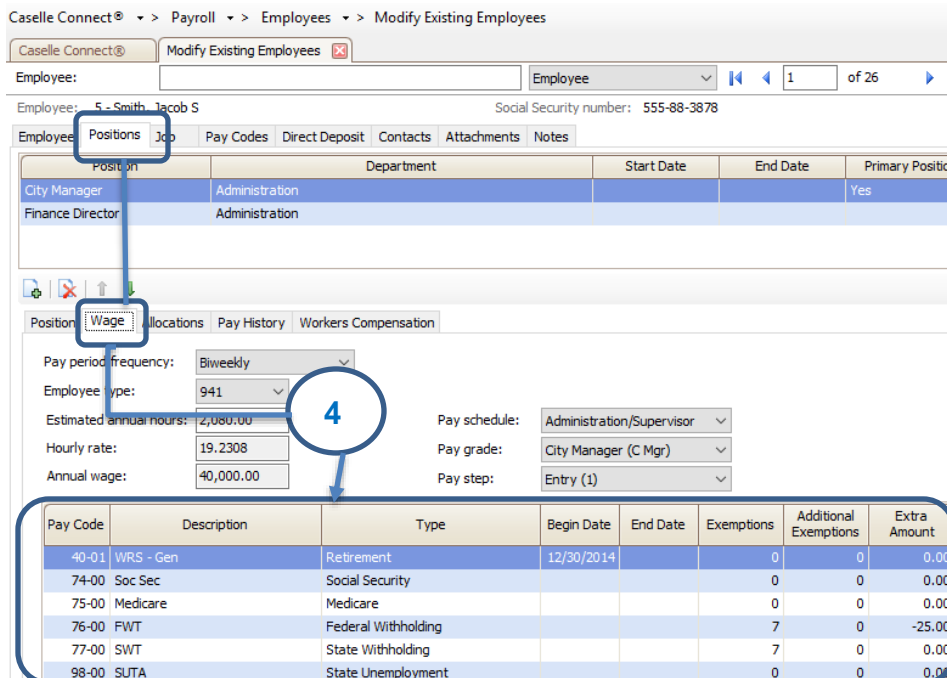 Caselle Connect® > Payroll > Employees > Modify Existing Employees
Caselle Connect® Modify Existing Employees
Employee: Employee 1 of 26
Employee: 5 - Smith, Jacob S Social Security number: 555-88-3878
Employee Positions Job Pay Codes Direct Deposit Contacts Attachments Notes
Position Department Start Date End Date Primary Positio
City Manager Administration Yes
Finance Director Administration
Position Wage Allocations Pay History Workers Compensation
Pay period frequency: Biweekly
Employee type: 941
4
Estimated annual hours: 2,080.00 Pay schedule: Administration/Supervisor
Hourly rate: 19.2308 Pay grade: City Manager (C Mgr)
Annual wage: 40,000.00 Pay step: Entry (1)
Pay Code Description Type Begin Date End Date Exemptions Additional Exemptions Extra Amount
40-01 WRS - Gen Retirement 12/30/2014 0 0 0.00
74-00 Soc Sec Social Security 0 0 0.00
75-00 Medicare Medicare 0 0 0.00
76-00 FWT Federal Withholding 7 0 -25.00
77-00 SWT State Withholding 7 0 0.00
98-00 SUTA State Unemployment 0 0 0.00